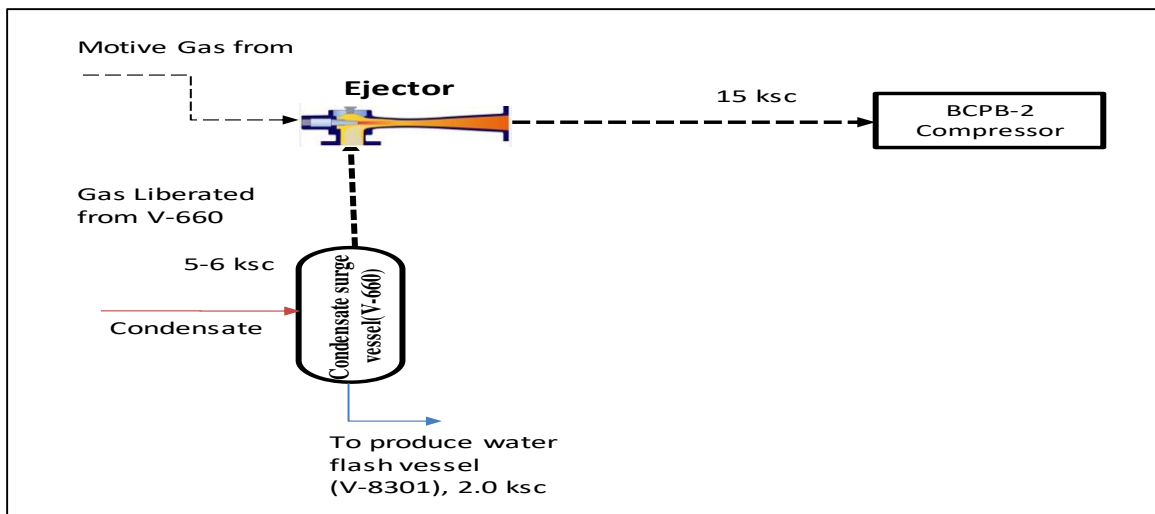 Motive Gas from
Ejector
15 ksc
BCPB-2
Compressor
Gas Liberated
from V-660
5-6 ksc
Condensate
Condensate surge
vessel(V-660)
To produce water
flash vessel
(V-8301), 2.0 ksc